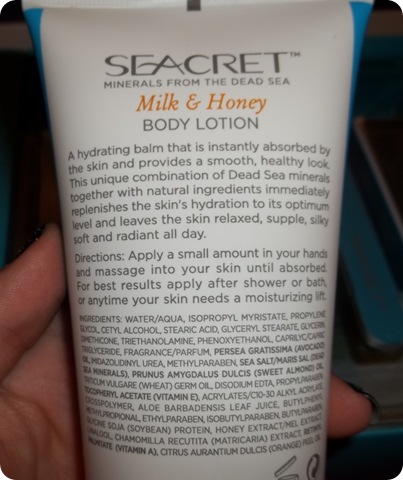 SEACRET™
MINERALS FROM THE DEAD SEA
Milk & Honey
BODY LOTION
A hydrating balm that is instantly absorbed by
the skin and provides a smooth, healthy look.
This unique combination of Dead Sea minerals
together with natural ingredients immediately
replenishes the skin's hydration to its optimum
level and leaves the skin relaxed, supple, silky
soft and radiant all day.
Directions: Apply a small amount in your hands
and massage into your skin until absorbed.
For best results apply after shower or bath,
or anytime your skin needs a moisturizing lift.
INGREDIENTS: WATER/AQUA, ISOPROPYL MYRISTATE, PROPYLENE
GLYCOL, CETYL ALCOHOL, STEARIC ACID, GLYCERYL STEARATE, GLYCERIN,
DIMETHICONE, TRIETHANOLAMINE, PHENOXYETHANOL, CAPRYLIC/CAPRIC
TRIGLYCERIDE, FRAGRANCE/PARFUM, PERSEA GRATISSIMA (AVOCADO)
OIL, IMIDAZOLIDINYL UREA, METHYLPARABEN, SEA SALT/MARIS SAL (DEAD
SEA MINERALS), PRUNUS AMYGDALUS DULCIS (SWEET ALMOND) OIL,
TRITICUM VULGARE (WHEAT) GERM OIL, DISODIUM EDTA, PROPYLPARABEN,
TOCOPHERYL ACETATE (VITAMIN E), ACRYLATES/C10-30 ALKYL ACRYLATE
CROSSPOLYMER, ALOE BARBADENSIS LEAF JUICE, BUTYLPHENYL
METHYLPROPIONAL, ETHYLPARABEN, ISOBUTYLPARABEN, BUTYLPARABEN,
GLYCINE SOJA (SOYBEAN) PROTEIN, HONEY EXTRACT/MEL EXTRACT,
LINALOOL, CHAMOMILLA RECUTITA (MATRICARIA) EXTRACT, RETINYL
PALMITATE (VITAMIN A), CITRUS AURANTIUM DULCIS (ORANGE) PEEL OIL